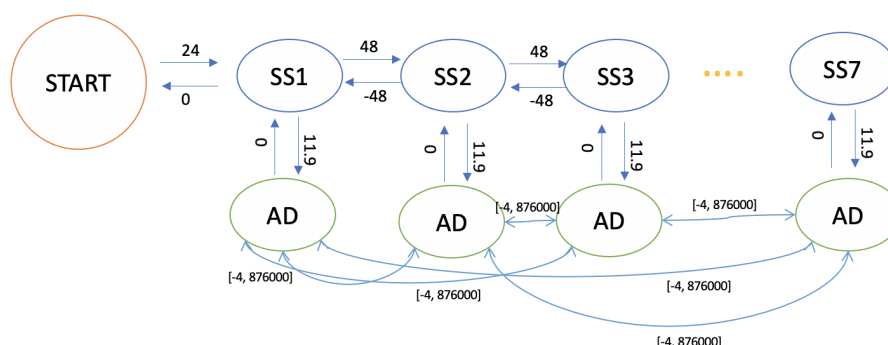 24
48
48
START
SS1
SS2
SS3
SS7
0
-48
-48
0
11.9
0
11.9
0
11.9
0
11.9
AD
AD
AD
AD
[-4, 876000]
[-4, 876000]
[-4, 876000]
[-4, 876000]
[-4, 876000]
[-4, 876000]